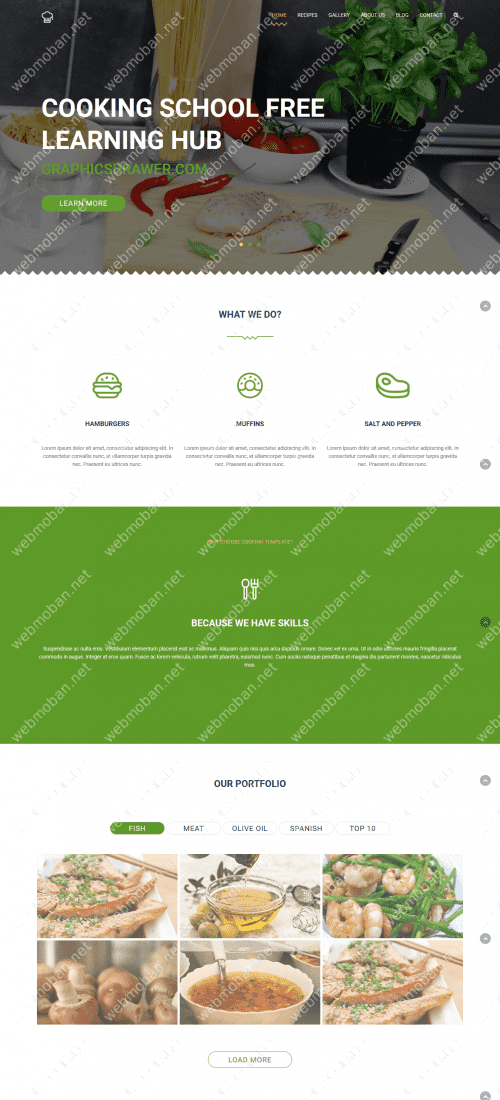 HOME RECIPES GALLERY ABOUT US BLOG CONTACT
COOKING SCHOOL FREE
LEARNING HUB
GRAPHICSDRAWER.COM
LEARN MORE
WHAT WE DO?
HAMBURGERS MUFFINS SALT AND PEPPER
Lorem ipsum dolor sit amet, consectetur adipiscing elit. In Lorem ipsum dolor sit amet, consectetur adipiscing elit. In Lorem ipsum dolor sit amet, consectetur adipiscing elit. In
consectetur convallis nunc, at ullamcorper turpis gravida consectetur convallis nunc, at ullamcorper turpis gravida consectetur convallis nunc, at ullamcorper turpis gravida
nec. Praesent eu ultrices nunc. nec. Praesent eu ultrices nunc. nec. Praesent eu ultrices nunc.
CHOOSE COOKING TEMPLATE?
BECAUSE WE HAVE SKILLS
Suspendisse ac nulla eros. Vestibulum elementum placerat erat ac maximus. Aliquam quis nisi quis arcu dapibus ornare. Donec vel ex urna. Ut in odio ultricies mauris fringilla placerat
commodo in augue. Integer at eros quam. Fusce ac lorem vehicula, rutrum velit pharetra, euismod nunc. Cum sociis natoque penatibus et magnis dis parturient montes, nascetur ridiculus
mus.
OUR PORTFOLIO
FISH MEAT OLIVE OIL SPANISH TOP 10
LOAD MORE
webmoban.net